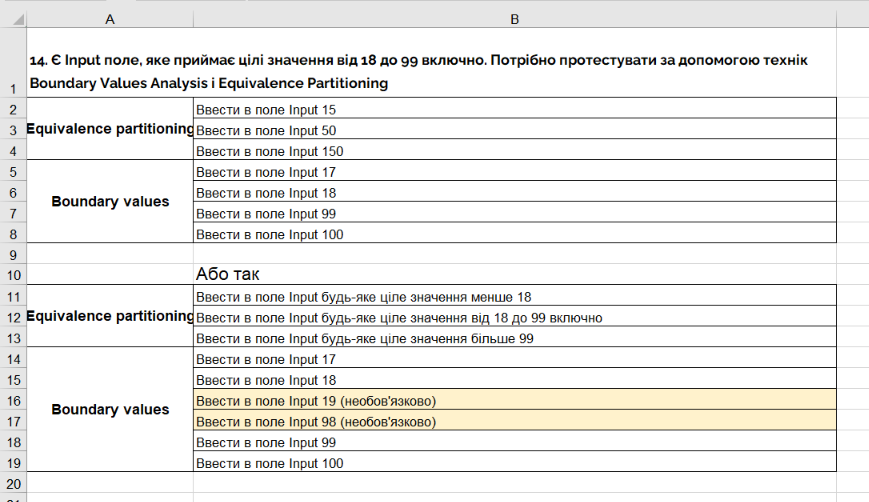 A B
1 14. Є Input поле, яке приймає цілі значення від 18 до 99 включно. Потрібно протестувати за допомогою технік
Boundary Values Analysis і Equivalence Partitioning
2 Ввести в поле Input 15
3 Equivalence partitioning Ввести в поле Input 50
4 Ввести в поле Input 150
5 Ввести в поле Input 17
6 Boundary values Ввести в поле Input 18
7 Ввести в поле Input 99
8 Ввести в поле Input 100
9
10 Або так
11 Ввести в поле Input будь-яке ціле значення менше 18
12 Equivalence partitioning Ввести в поле Input будь-яке ціле значення від 18 до 99 включно
13 Ввести в поле Input будь-яке ціле значення більше 99
14 Ввести в поле Input 17
15 Ввести в поле Input 18
16 Boundary values Ввести в поле Input 19 (необов'язково)
17 Ввести в поле Input 98 (необов'язково)
18 Ввести в поле Input 99
19 Ввести в поле Input 100
20